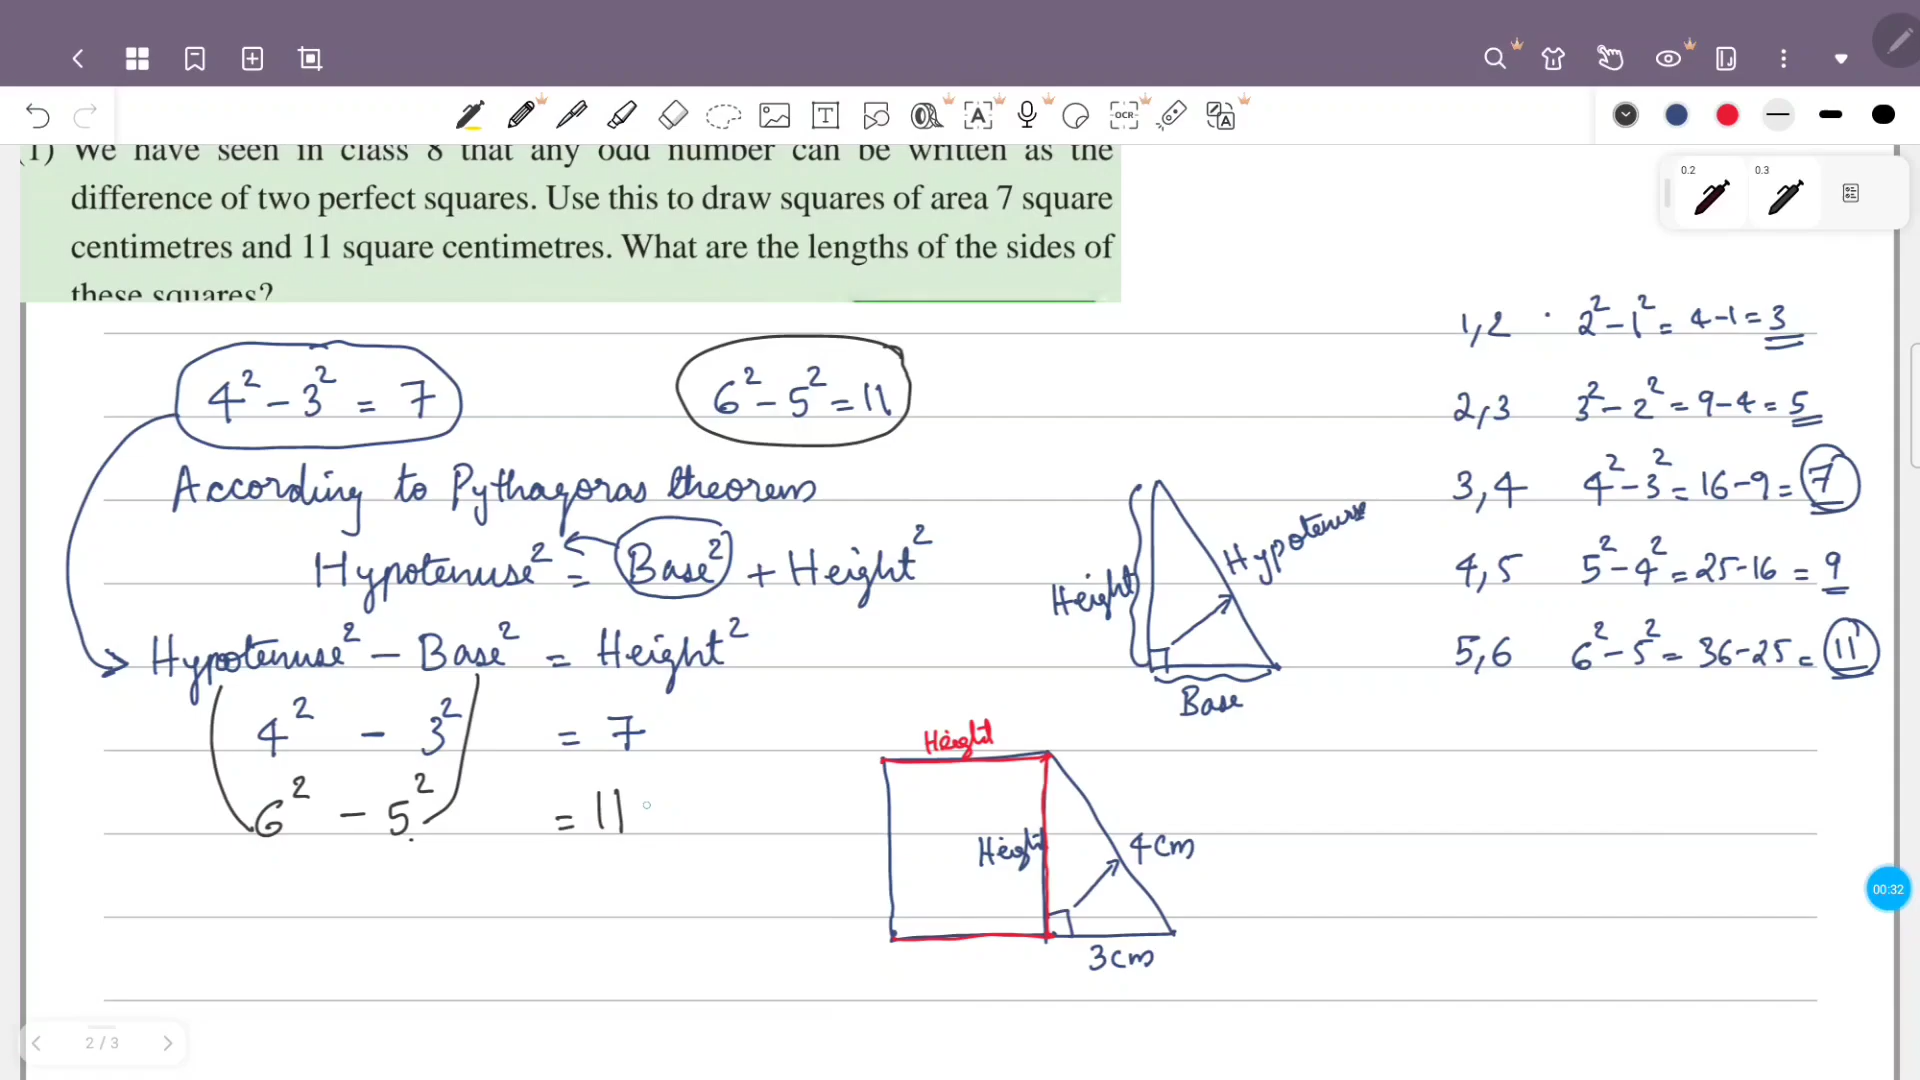 (1) We have seen in class 8 that any odd number can be written as the
difference of two perfect squares. Use this to draw squares of area 7 square
centimetres and 11 square centimetres. What are the lengths of the sides of
these squares?
4² - 3² = 7
6² - 5² = 11
According to Pythagoras theorem
Hypotenuse² = Base² + Height²
Hypotenuse² - Base² = Height²
4² - 3² = 7
6² - 5² = 11
Height
Hypotenuse
Base
Height
Height
4cm
3cm
1,2 2² - 1² = 4-1 = 3
2,3 3² - 2² = 9-4 = 5
3,4 4² - 3² = 16-9 = 7
4,5 5² - 4² = 25-16 = 9
5,6 6² - 5² = 36-25 = 11
0.2
0.3
OCR
T
A
A
00:32
2 / 3